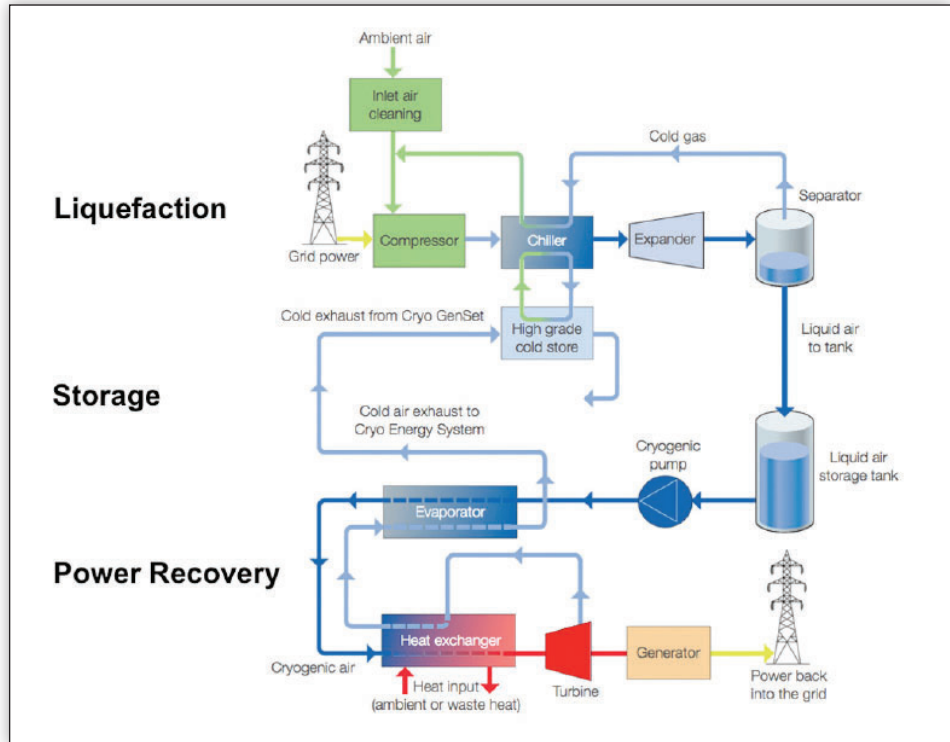 Ambient air
Inlet air
cleaning
Cold gas
Liquefaction
Separator
Compressor
Chiller
Expander
Grid power
Cold exhaust from Cryo GenSet
High grade
cold store
Liquid air
to tank
Storage
Cold air exhaust to
Cryo Energy System
Cryogenic
pump
Liquid air
storage tank
Evaporator
Power Recovery
Heat exchanger
Generator
Cryogenic air
Heat input
(ambient or waste heat)
Turbine
Power back
into the grid